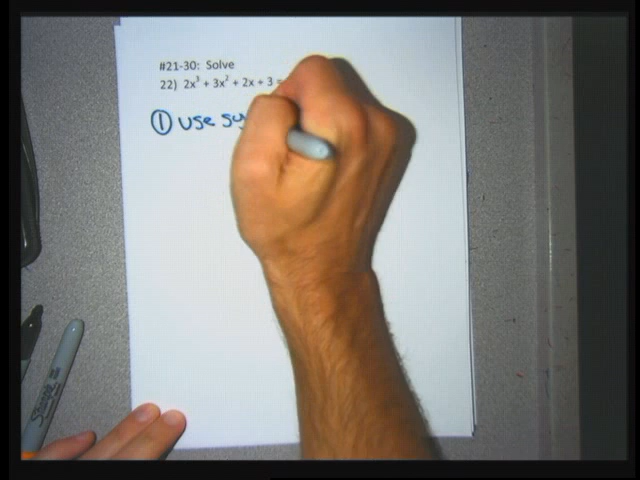 #21-30: Solve
22) 2x³ + 3x² + 2x + 3 =
① use sy